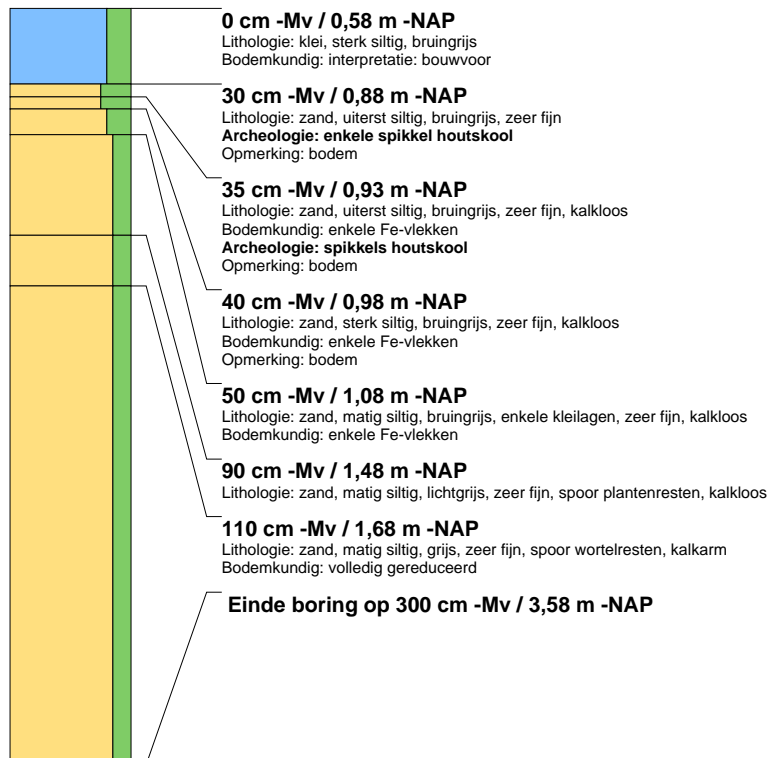 0 cm -Mv / 0,58 m -NAP
Lithologie: klei, sterk siltig, bruingrijs
Bodemkundig: interpretatie: bouwvoor
30 cm -Mv / 0,88 m -NAP
Lithologie: zand, uiterst siltig, bruingrijs, zeer fijn
Archeologie: enkele spikkel houtskool
Opmerking: bodem
35 cm -Mv / 0,93 m -NAP
Lithologie: zand, uiterst siltig, bruingrijs, zeer fijn, kalkloos
Bodemkundig: enkele Fe-vlekken
Archeologie: spikkels houtskool
Opmerking: bodem
40 cm -Mv / 0,98 m -NAP
Lithologie: zand, sterk siltig, bruingrijs, zeer fijn, kalkloos
Bodemkundig: enkele Fe-vlekken
Opmerking: bodem
50 cm -Mv / 1,08 m -NAP
Lithologie: zand, matig siltig, bruingrijs, enkele kleilagen, zeer fijn, kalkloos
Bodemkundig: enkele Fe-vlekken
90 cm -Mv / 1,48 m -NAP
Lithologie: zand, matig siltig, lichtgrijs, zeer fijn, spoor plantenresten, kalkloos
110 cm -Mv / 1,68 m -NAP
Lithologie: zand, matig siltig, grijs, zeer fijn, spoor wortelresten, kalkarm
Bodemkundig: volledig gereduceerd
Einde boring op 300 cm -Mv / 3,58 m -NAP